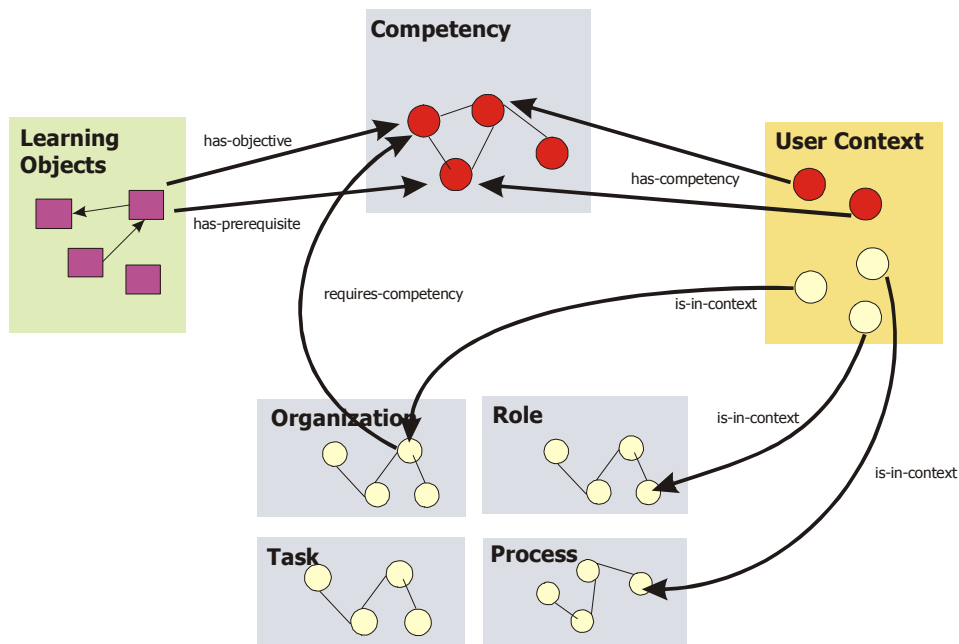 Competency
Learning
Objects
has-objective
User Context
has-competency
has-prerequisite
requires-competency
is-in-context
Organization
Role
is-in-context
is-in-context
Task
Process